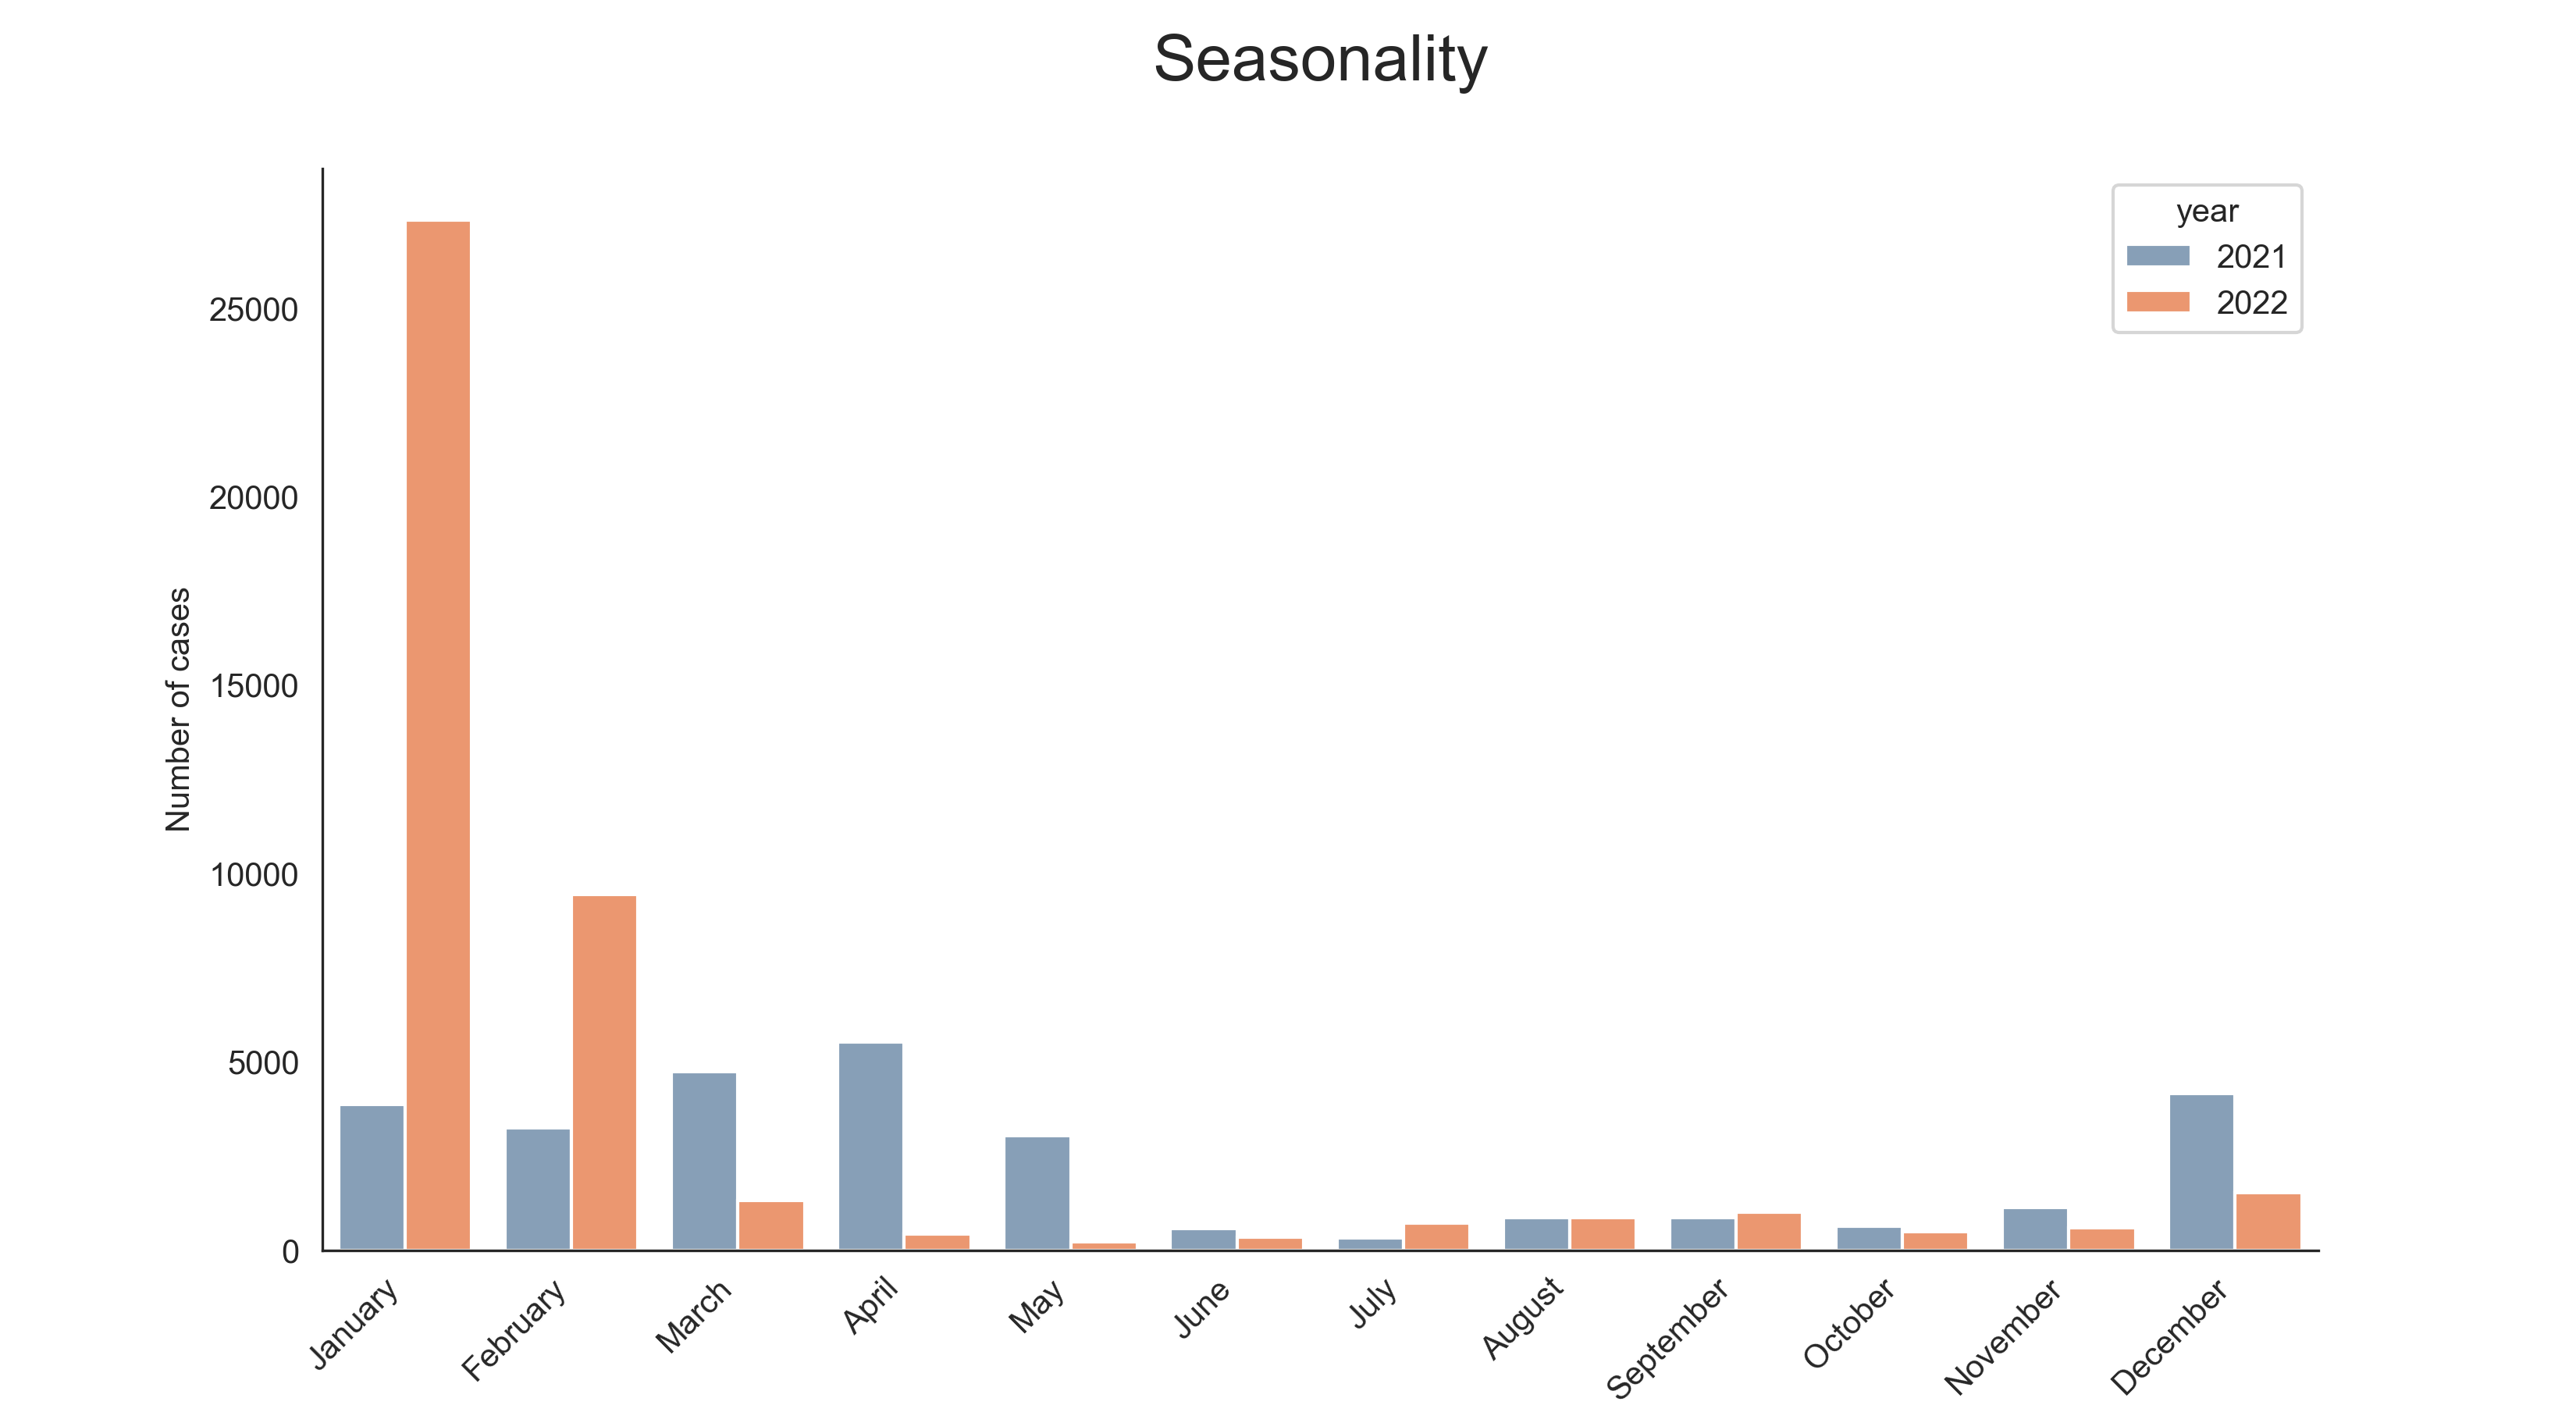 Seasonality
year
2021
2022
Number of cases
25000
20000
15000
10000
5000
0
January
February
March
April
May
June
July
August
September
October
November
December